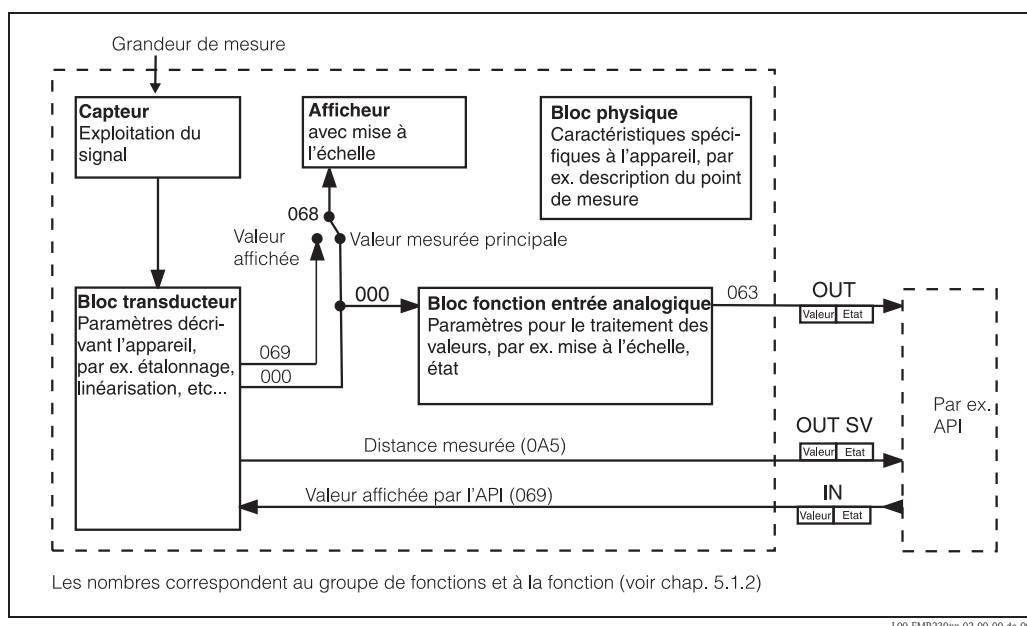 Grandeur de mesure
Capteur
Exploitation du
signal
Afficheur
avec mise à
l'échelle
Bloc physique
Caractéristiques spéci-
fiques à l'appareil, par
ex. description du point
de mesure
068
Valeur
affichée
Valeur mesurée principale
Bloc transducteur
Paramètres décri-
vant l'appareil,
par ex. étalonnage,
linéarisation, etc...
069
000
000
Bloc fonction entrée analogique
Paramètres pour le traitement des
valeurs, par ex. mise à l'échelle,
état
063
OUT
Valeur Etat
OUT SV
Valeur Etat
IN
Valeur Etat
Par ex.
API
Distance mesurée (0A5)
Valeur affichée par l'API (069)
Les nombres correspondent au groupe de fonctions et à la fonction (voir chap. 5.1.2)